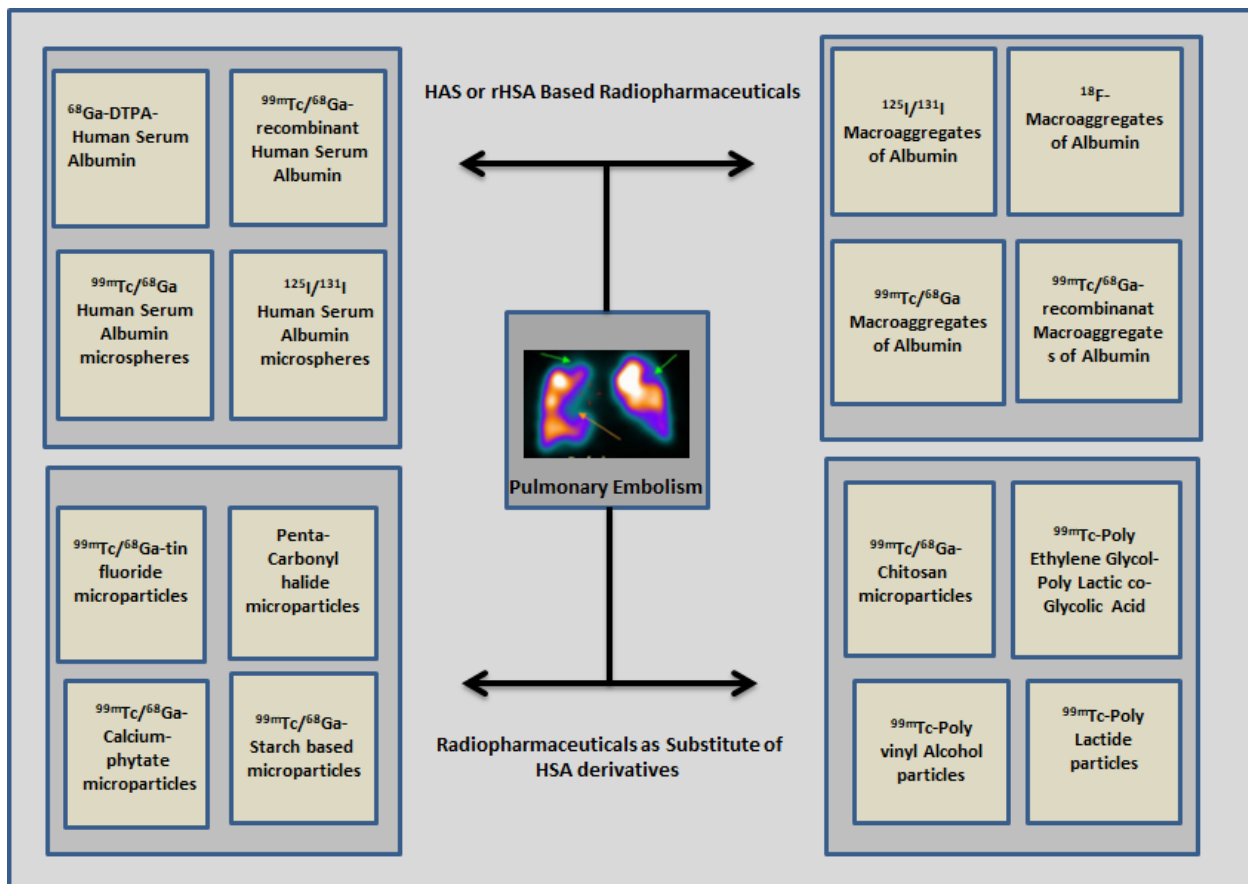 HAS or rHSA Based Radiopharmaceuticals
⁶⁸Ga-DTPA-
Human Serum
Albumin
⁹⁹ᵐTc/⁶⁸Ga-
recombinant
Human Serum
Albumin
⁹⁹ᵐTc/⁶⁸Ga
Human Serum
Albumin
microspheres
¹²⁵I/¹³¹I
Human Serum
Albumin
microspheres
¹²⁵I/¹³¹I
Macroaggregates
of Albumin
¹⁸F-
Macroaggregates
of Albumin
⁹⁹ᵐTc/⁶⁸Ga
Macroaggregates
of Albumin
⁹⁹ᵐTc/⁶⁸Ga-
recombinanat
Macroaggregate
s of Albumin
Pulmonary Embolism
⁹⁹ᵐTc/⁶⁸Ga-tin
fluoride
microparticles
Penta-
Carbonyl
halide
microparticles
⁹⁹ᵐTc/⁶⁸Ga-
Calcium-
phytate
microparticles
⁹⁹ᵐTc/⁶⁸Ga-
Starch based
microparticles
⁹⁹ᵐTc/⁶⁸Ga-
Chitosan
microparticles
⁹⁹ᵐTc-Poly
Ethylene Glycol-
Poly Lactic co-
Glycolic Acid
⁹⁹ᵐTc-Poly
vinyl Alcohol
particles
⁹⁹ᵐTc-Poly
Lactide
particles
Radiopharmaceuticals as Substitute of
HSA derivatives